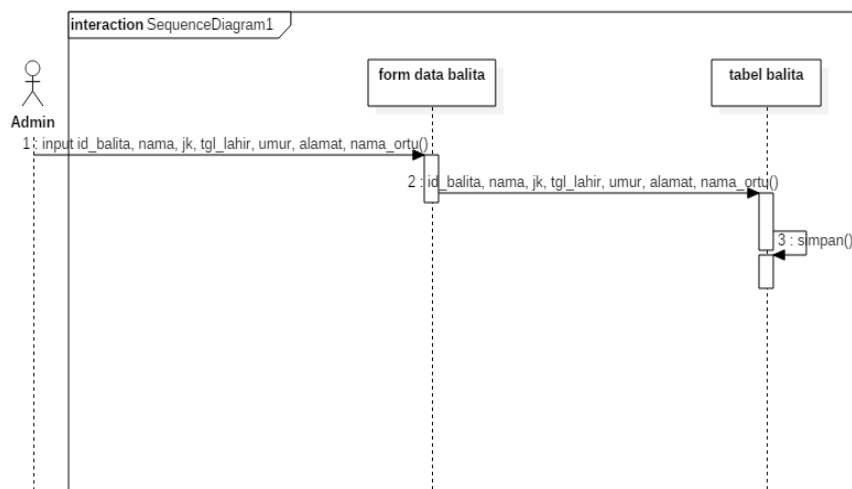 interaction SequenceDiagram1
form data balita
tabel balita
Admin
1 : input id_balita, nama, jk, tgl_lahir, umur, alamat, nama_ortu()
2 : id_balita, nama, jk, tgl_lahir, umur, alamat, nama_ortu()
3 : simpan()